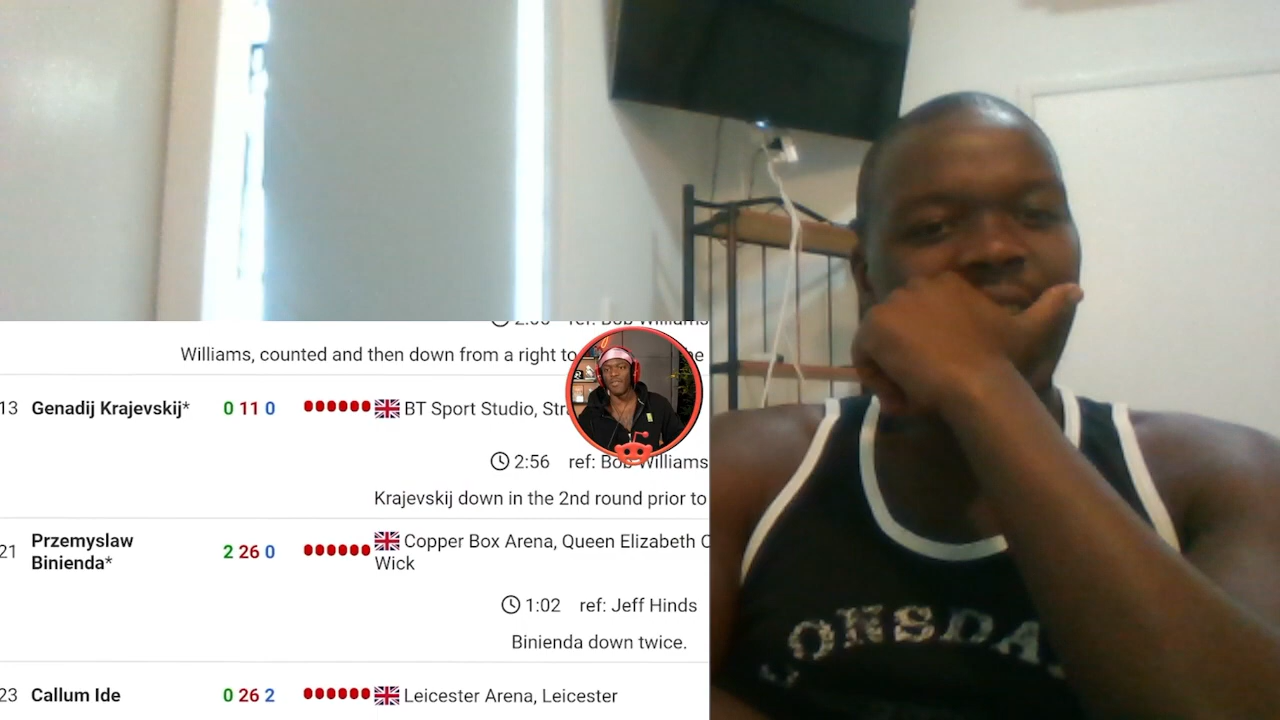 Williams, counted and then down from a right to
13 Genadij Krajevskij* 0 11 0 BT Sport Studio,
2:56 ref: Bob Williams
Krajevskij down in the 2nd round prior to
21 Przemyslaw Binienda* 2 26 0 Copper Box Arena, Queen Elizabeth
Wick
1:02 ref: Jeff Hinds
Binienda down twice.
23 Callum Ide 0 26 2 Leicester Arena, Leicester
ONSDA